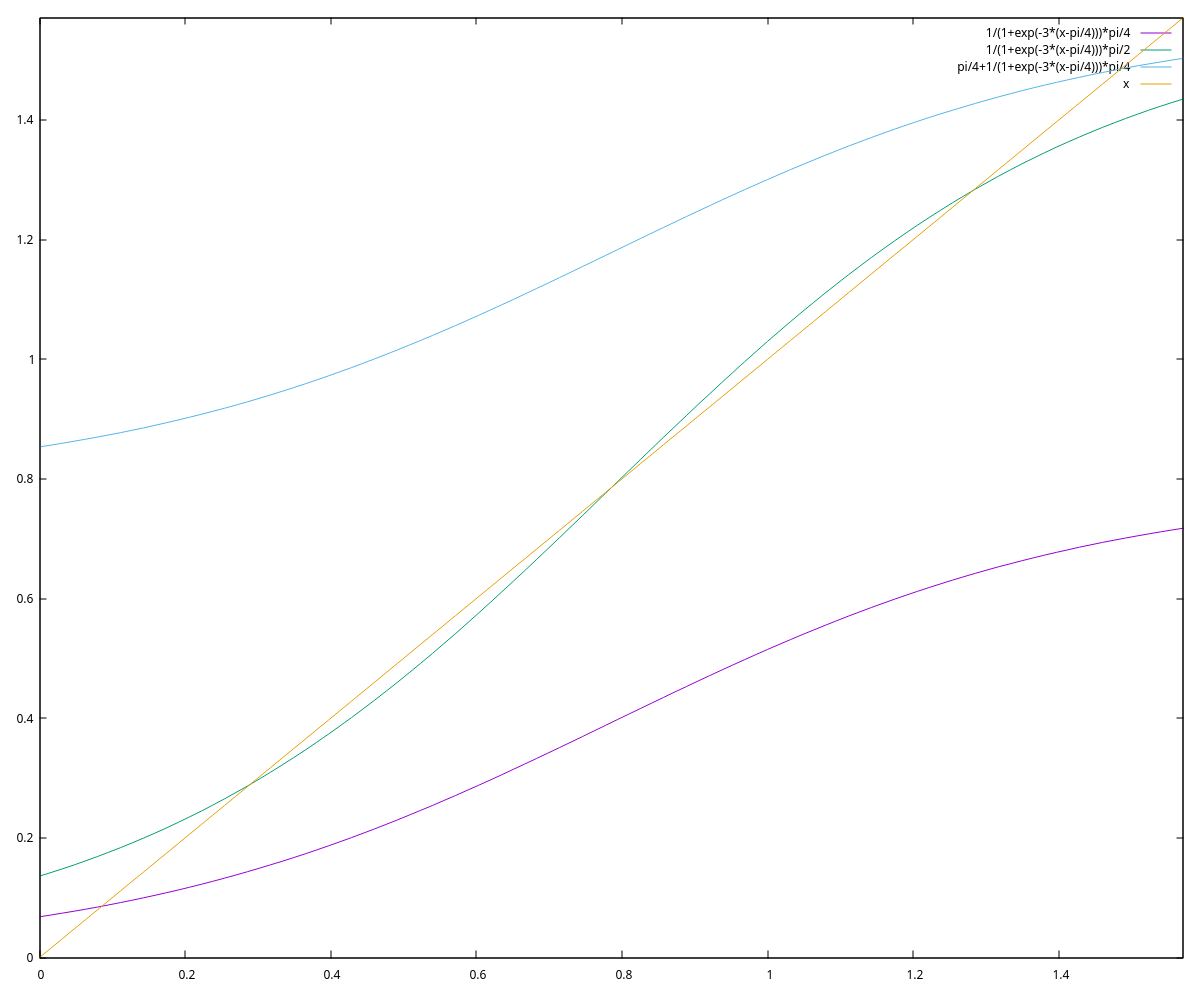 1/(1+exp(-3*(x-pi/4)))*pi/4
1/(1+exp(-3*(x-pi/4)))*pi/2
pi/4+1/(1+exp(-3*(x-pi/4)))*pi/4
x
1.4
1.2
1
0.8
0.6
0.4
0.2
0
0 0.2 0.4 0.6 0.8 1 1.2 1.4